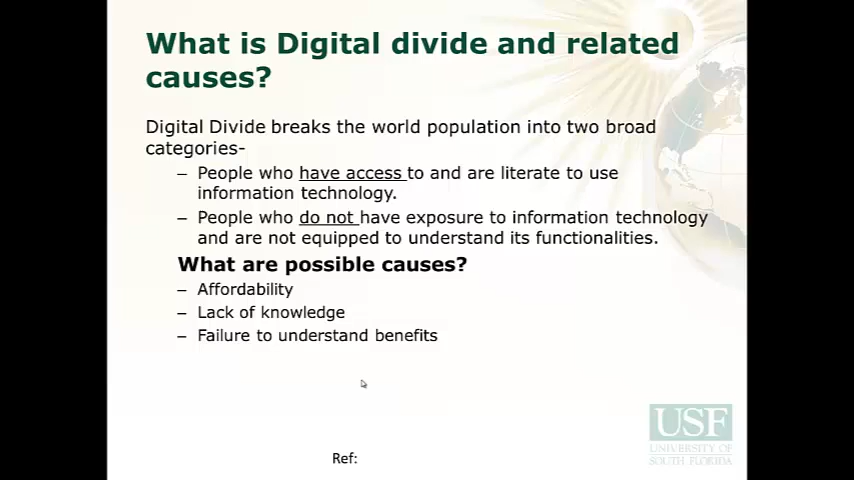 What is Digital divide and related
causes?
Digital Divide breaks the world population into two broad
categories-
– People who have access to and are literate to use
information technology.
– People who do not have exposure to information technology
and are not equipped to understand its functionalities.
What are possible causes?
– Affordability
– Lack of knowledge
– Failure to understand benefits
Ref:
USF
UNIVERSITY OF
SOUTH FLORIDA